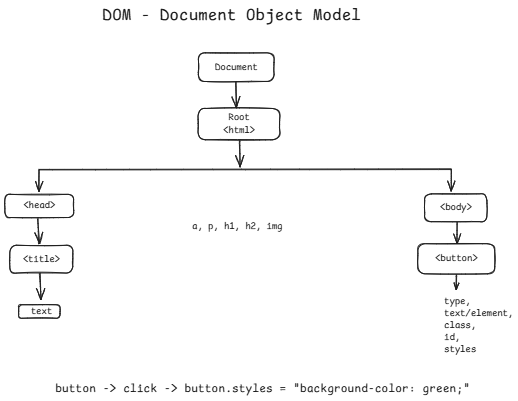 DOM - Document Object Model
Document
Root
<html>
<head>
<body>
a, p, h1, h2, img
<title>
<button>
text
type,
text/element,
class,
id,
styles
button -> click -> button.styles = "background-color: green;"